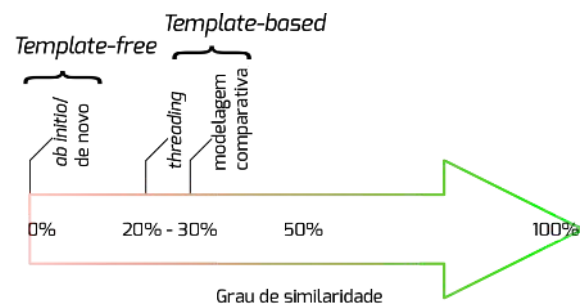 Template-free
Template-based
ab initio/
de novo
threading
modelagem
comparativa
0%
20% - 30%
50%
100%
Grau de similaridade